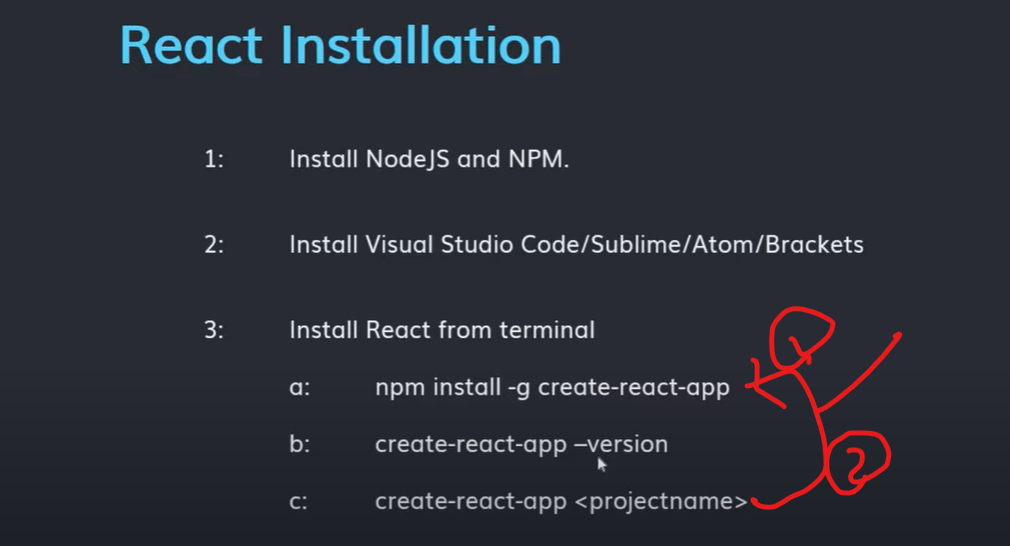 React Installation
1: Install NodeJS and NPM.
2: Install Visual Studio Code/Sublime/Atom/Brackets
3: Install React from terminal
a: npm install -g create-react-app
b: create-react-app –version
c: create-react-app <projectname>
2